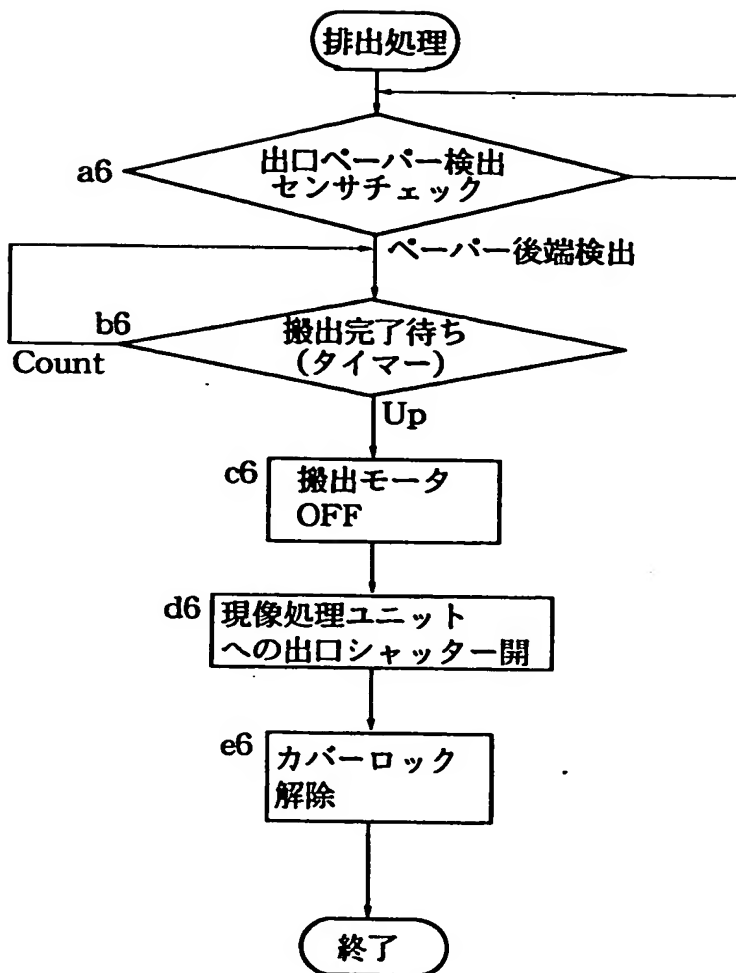 排出処理
a6
出口ペーパー検出
センサチェック
ペーパー後端検出
b6
搬出完了待ち
(タイマー)
Count
Up
c6
搬出モータ
OFF
d6
現像処理ユニット
への出口シャッター開
e6
カバーロック
解除
終了